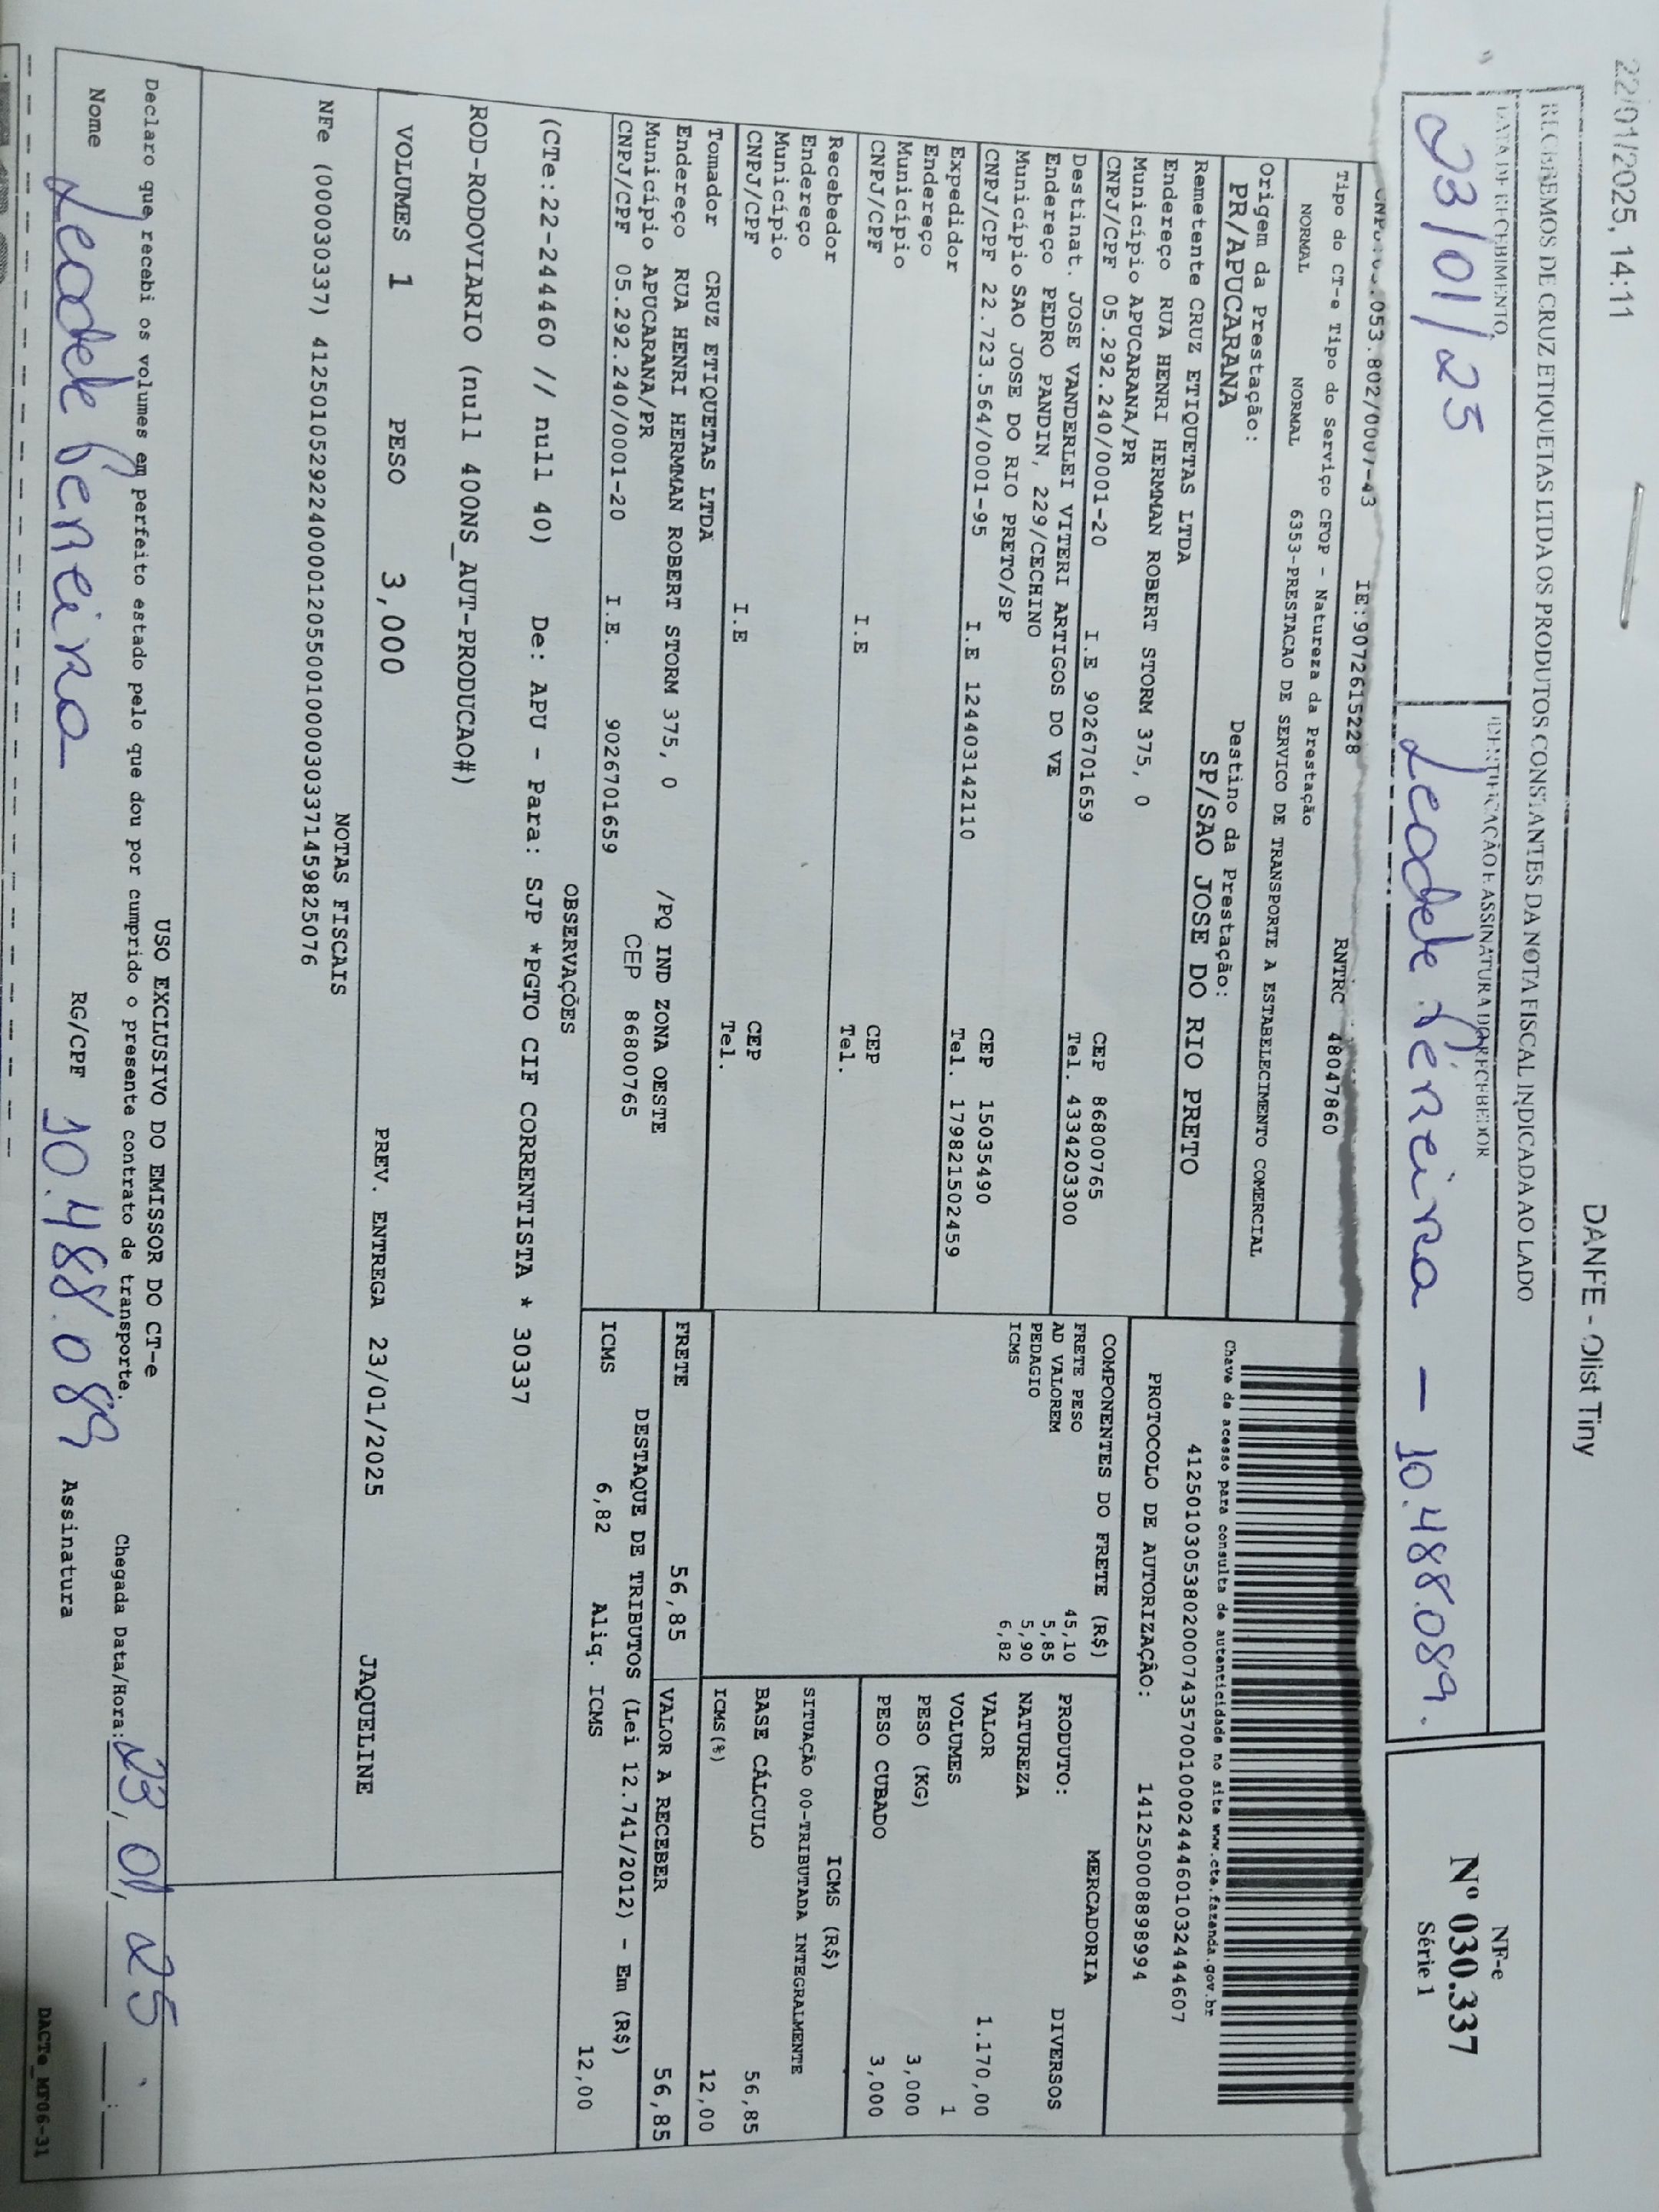 22/01/2025, 14:11
DANFE - Olist Tiny
RECEBEMOS DE CRUZ ETIQUETAS LTDA OS PRODUTOS CONSTANTES DA NOTA FISCAL INDICADA AO LADO
DATA DE RECEBIMENTO
IDENTIFICAÇÃO E ASSINATURA DO RECEBEDOR
23/01/25
10.488.089.
NF-e
Nº 030.337
Série 1
.053.802/0007-43 IE:9072615228 RNTRC 48047860
Tipo do CT-e Tipo do Serviço CFOP - Natureza da Prestação
NORMAL NORMAL 6353-PRESTACAO DE SERVICO DE TRANSPORTE A ESTABELECIMENTO COMERCIAL
Origem da Prestação: Destino da Prestação:
PR/APUCARANA SP/SAO JOSE DO RIO PRETO
Remetente CRUZ ETIQUETAS LTDA
Endereço RUA HENRI HERMMAN ROBERT STORM 375, 0
Município APUCARANA/PR CEP 86800765
CNPJ/CPF 05.292.240/0001-20 I.E 9026701659 Tel. 4334203300
Destinat. JOSE VANDERLEI VITERI ARTIGOS DO VE
Endereço PEDRO PANDIN, 229/CECHINO
Município SAO JOSE DO RIO PRETO/SP CEP 15035490
CNPJ/CPF 22.723.564/0001-95 I.E 124403142110 Tel. 179821502459
Expedidor
Endereço
Município CEP
CNPJ/CPF I.E Tel.
Recebedor
Endereço
Município CEP
CNPJ/CPF I.E Tel.
Tomador CRUZ ETIQUETAS LTDA
Endereço RUA HENRI HERMMAN ROBERT STORM 375, 0 /PQ IND ZONA OESTE
Município APUCARANA/PR CEP 86800765
CNPJ/CPF 05.292.240/0001-20 I.E. 9026701659
Chave de acesso para consulta de autenticidade no site www.cte.fazenda.gov.br
41250103053802000743570010002444601032444607
PROTOCOLO DE AUTORIZAÇÃO: 141250008898994
COMPONENTES DO FRETE (R$)
FRETE PESO 45,10
AD VALOREM 5,85
PEDAGIO 5,90
ICMS 6,82
MERCADORIA
PRODUTO: DIVERSOS
NATUREZA
VALOR 1.170,00
VOLUMES 1
PESO (KG) 3,000
PESO CUBADO 3,000
ICMS (R$)
SITUAÇÃO 00-TRIBUTADA INTEGRALMENTE
BASE CÁLCULO 56,85
ICMS(%) 12,00
FRETE 56,85 VALOR A RECEBER 56,85
DESTAQUE DE TRIBUTOS (Lei 12.741/2012) - Em (R$)
ICMS 6,82 Aliq. ICMS 12,00
OBSERVAÇÕES
(CTe:22-244460 // null 40) De: APU - Para: SJP *PGTO CIF CORRENTISTA * 30337
ROD-RODOVIARIO (null 400NS_AUT-PRODUCAO#)
VOLUMES 1 PESO 3,000 PREV. ENTREGA 23/01/2025 JAQUELINE
NOTAS FISCAIS
NFe (000030337) 41250105292240000120550010000303371459825076
USO EXCLUSIVO DO EMISSOR DO CT-e
Declaro que recebi os volumes em perfeito estado pelo que dou por cumprido o presente contrato de transporte. Chegada Data/Hora: 23, 01, 25
Nome RG/CPF 10.488.089 Assinatura
DACTe_MF06-31